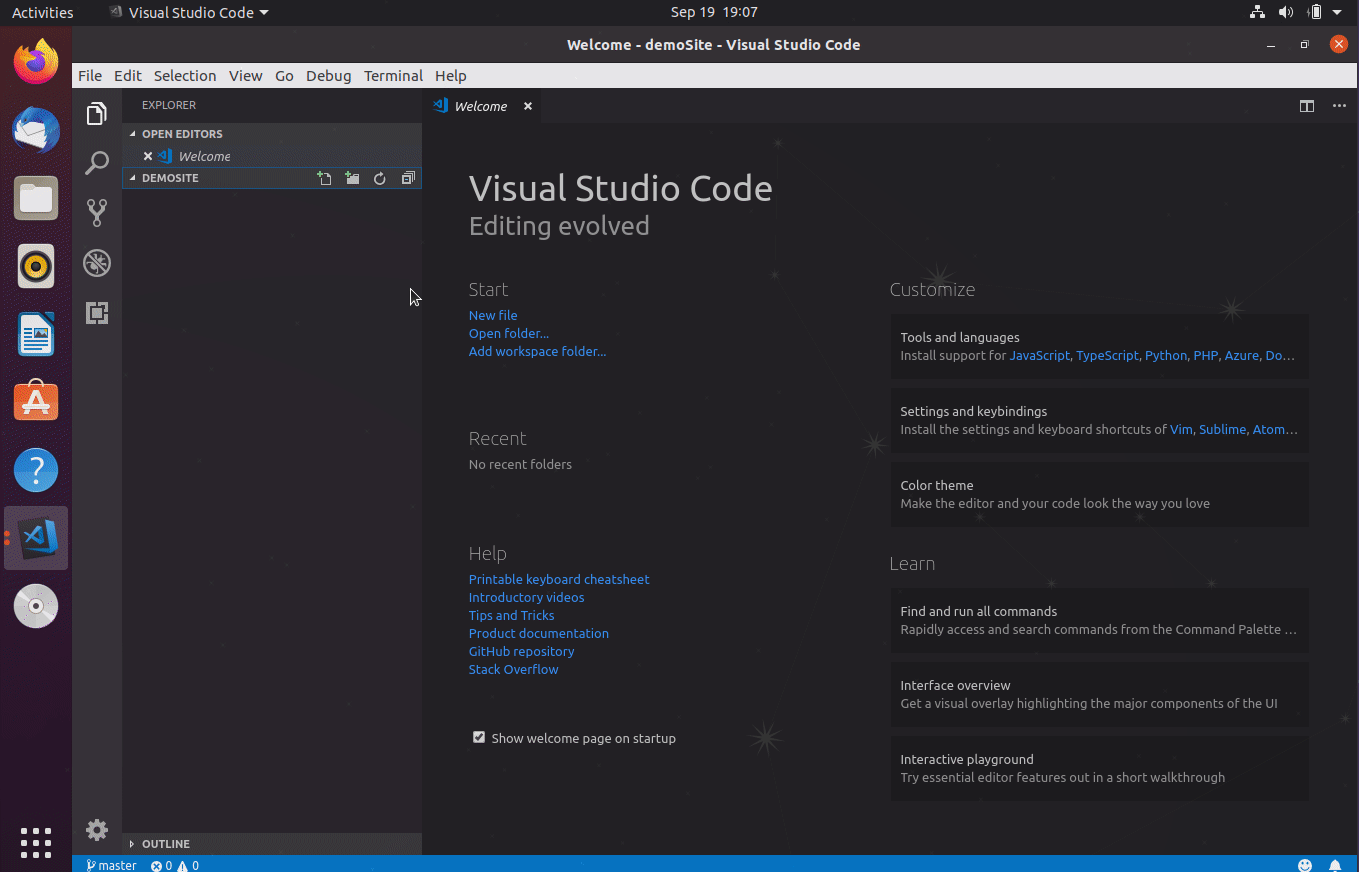 Activities Visual Studio Code Sep 19 19:07
Welcome - demoSite - Visual Studio Code
File Edit Selection View Go Debug Terminal Help
EXPLORER
OPEN EDITORS
Welcome
DEMOSITE
OUTLINE
Welcome
Visual Studio Code
Editing evolved
Start
New file
Open folder...
Add workspace folder...
Recent
No recent folders
Help
Printable keyboard cheatsheet
Introductory videos
Tips and Tricks
Product documentation
GitHub repository
Stack Overflow
Show welcome page on startup
Customize
Tools and languages
Install support for JavaScript, TypeScript, Python, PHP, Azure, Do...
Settings and keybindings
Install the settings and keyboard shortcuts of Vim, Sublime, Atom...
Color theme
Make the editor and your code look the way you love
Learn
Find and run all commands
Rapidly access and search commands from the Command Palette ...
Interface overview
Get a visual overlay highlighting the major components of the UI
Interactive playground
Try essential editor features out in a short walkthrough
master 0 0